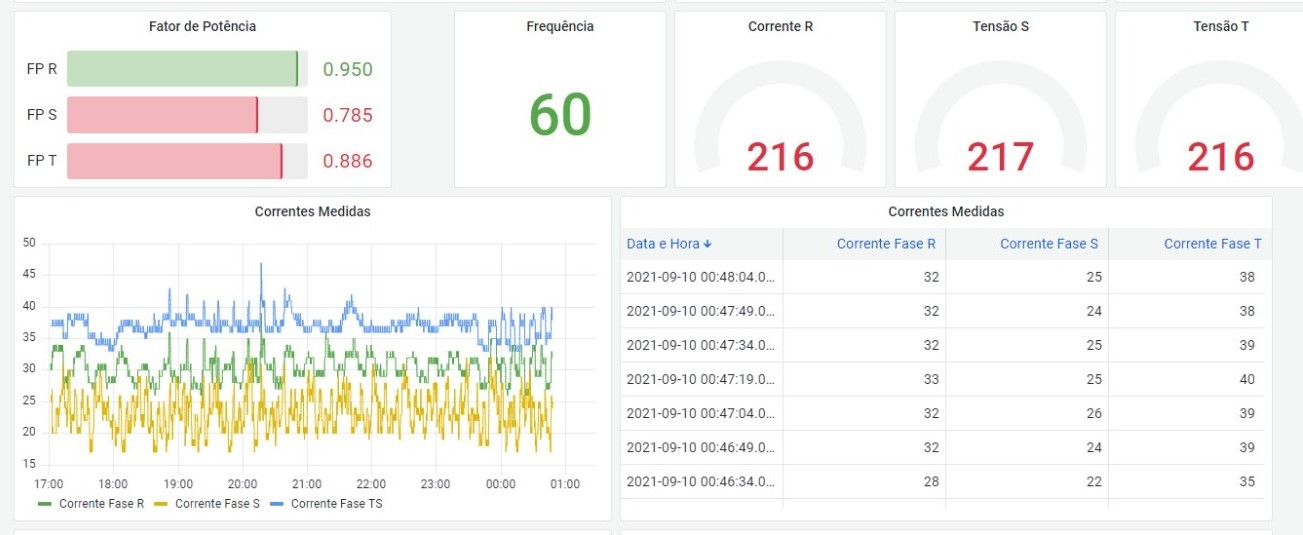 Fator de Potência
FP R 0.950
FP S 0.785
FP T 0.886
Frequência
60
Corrente R
216
Tensão S
217
Tensão T
216
Correntes Medidas
50
45
40
35
30
25
20
15
17:00 18:00 19:00 20:00 21:00 22:00 23:00 00:00 01:00
Corrente Fase R Corrente Fase S Corrente Fase TS
Correntes Medidas
Data e Hora Corrente Fase R Corrente Fase S Corrente Fase T
2021-09-10 00:48:04.0... 32 25 38
2021-09-10 00:47:49.0... 32 24 38
2021-09-10 00:47:34.0... 32 25 39
2021-09-10 00:47:19.0... 33 25 40
2021-09-10 00:47:04.0... 32 26 39
2021-09-10 00:46:49.0... 32 24 39
2021-09-10 00:46:34.0... 28 22 35